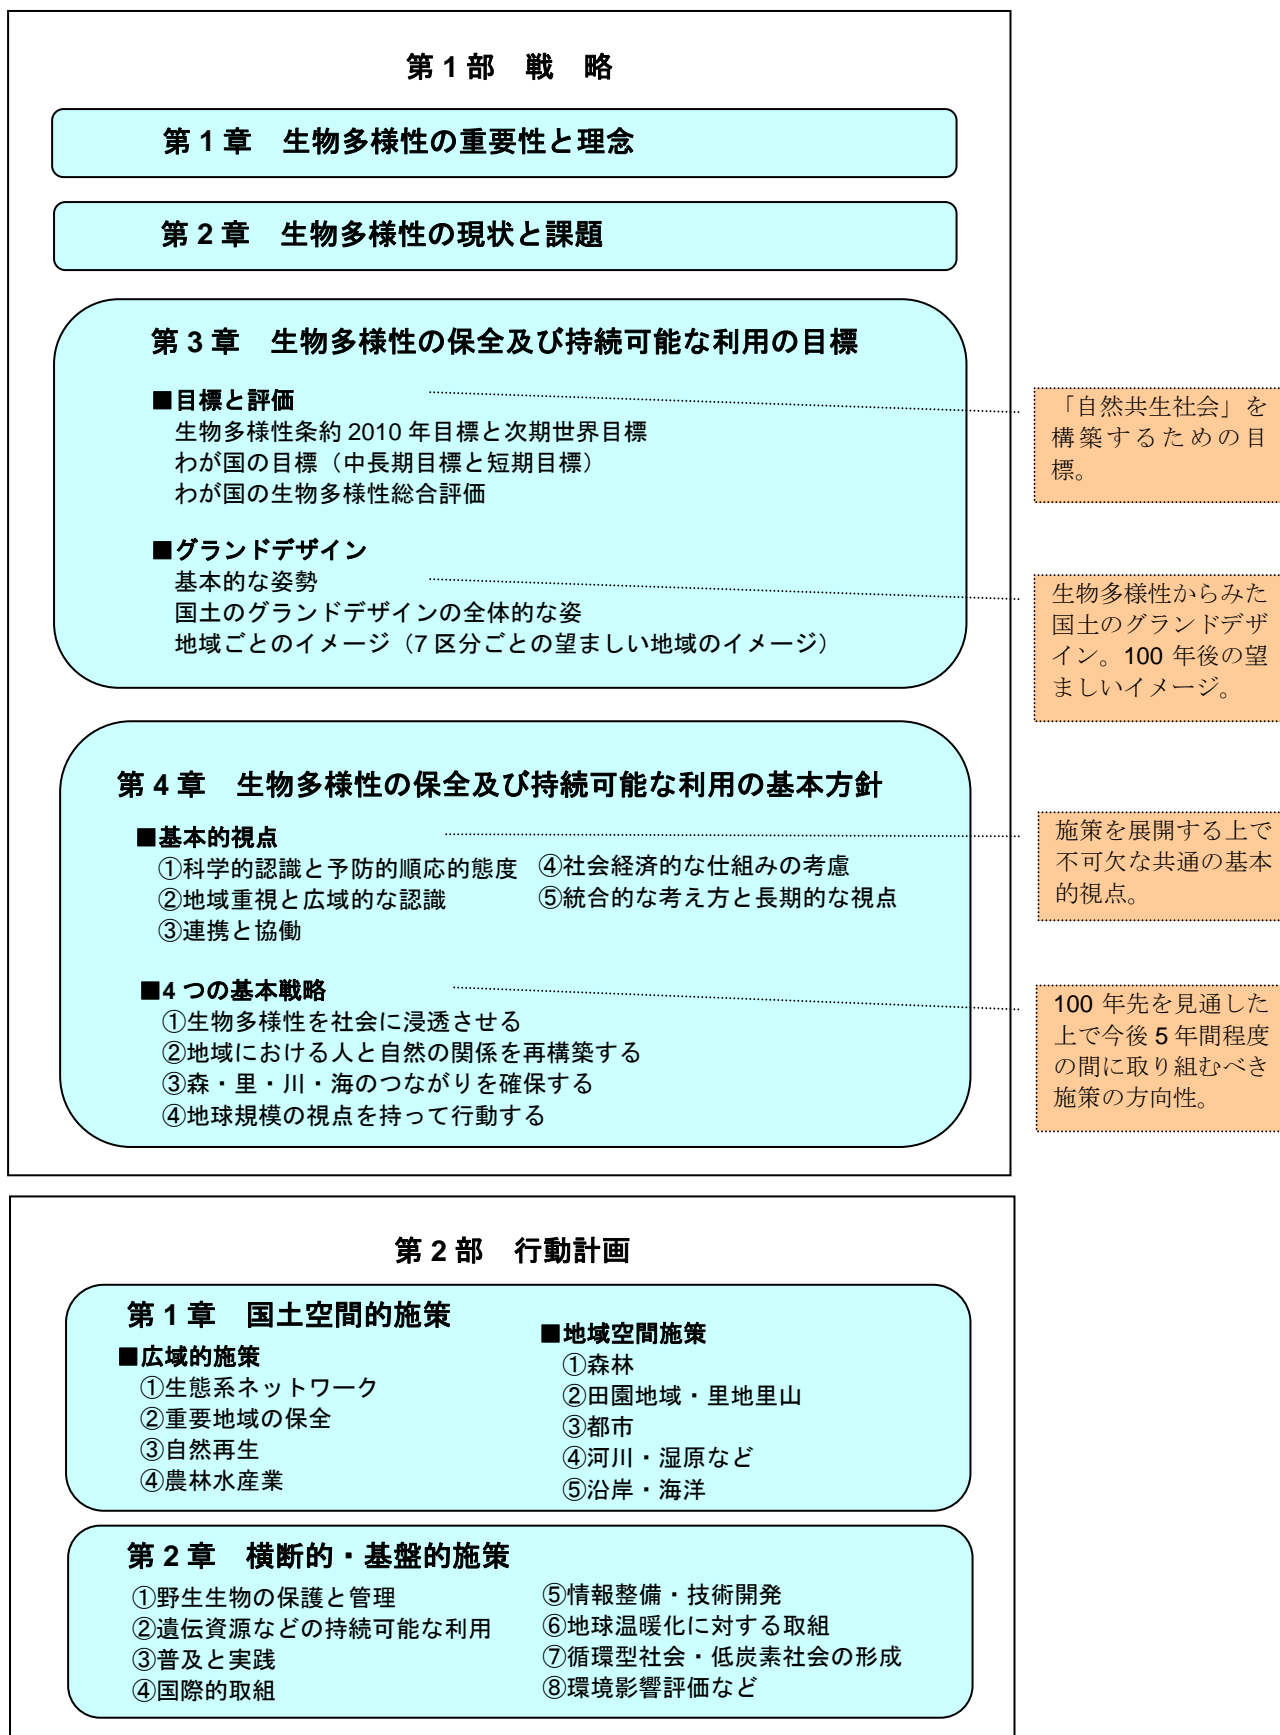 第１部　戦　略
第 1 章　生物多様性の重要性と理念
第 2 章　生物多様性の現状と課題
第 3 章　生物多様性の保全及び持続可能な利用の目標
■目標と評価
生物多様性条約 2010 年目標と次期世界目標
わが国の目標（中長期目標と短期目標）
わが国の生物多様性総合評価
■グランドデザイン
基本的な姿勢
国土のグランドデザインの全体的な姿
地域ごとのイメージ（7 区分ごとの望ましい地域のイメージ）
「自然共生社会」を
構築するための目
標。
生物多様性からみた
国土のグランドデザ
イン。100 年後の望
ましいイメージ。
第 4 章　生物多様性の保全及び持続可能な利用の基本方針
■基本的視点
①科学的認識と予防的順応的態度
②地域重視と広域的な認識
③連携と協働
④社会経済的な仕組みの考慮
⑤統合的な考え方と長期的な視点
■4 つの基本戦略
①生物多様性を社会に浸透させる
②地域における人と自然の関係を再構築する
③森・里・川・海のつながりを確保する
④地球規模の視点を持って行動する
施策を展開する上で
不可欠な共通の基本
的視点。
100 年先を見通した
上で今後 5 年間程度
の間に取り組むべき
施策の方向性。
第 2 部　行動計画
第 1 章　国土空間的施策
■広域的施策
①生態系ネットワーク
②重要地域の保全
③自然再生
④農林水産業
■地域空間施策
①森林
②田園地域・里地里山
③都市
④河川・湿原など
⑤沿岸・海洋
第 2 章　横断的・基盤的施策
①野生生物の保護と管理
②遺伝資源などの持続可能な利用
③普及と実践
④国際的取組
⑤情報整備・技術開発
⑥地球温暖化に対する取組
⑦循環型社会・低炭素社会の形成
⑧環境影響評価など